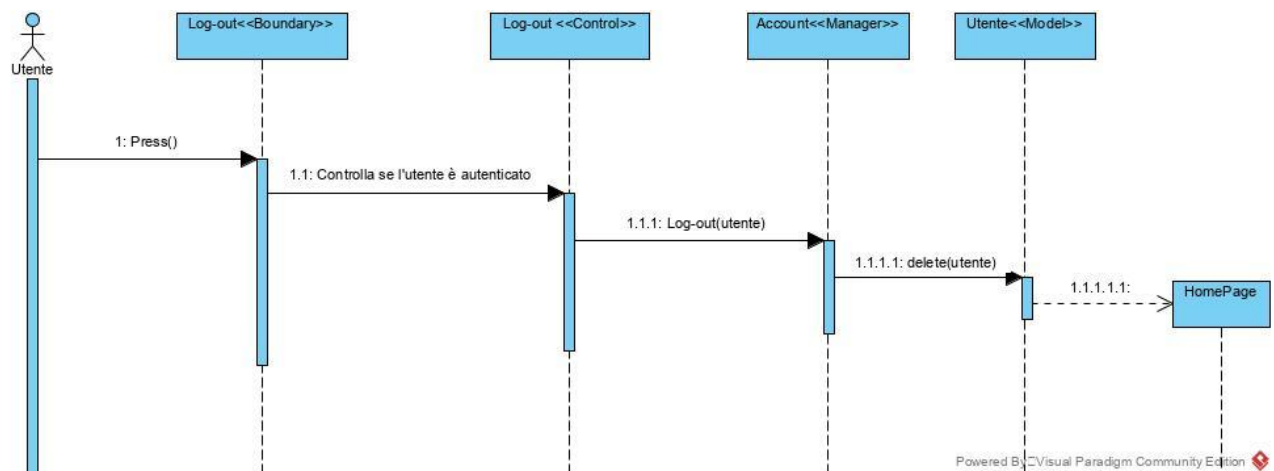 Log-out<<Boundary>>
Log-out <<Control>>
Account<<Manager>>
Utente<<Model>>
Utente
1: Press()
1.1: Controlla se l'utente è autenticato
1.1.1: Log-out(utente)
1.1.1.1: delete(utente)
1.1.1.1.1:
HomePage
Powered By Visual Paradigm Community Edition